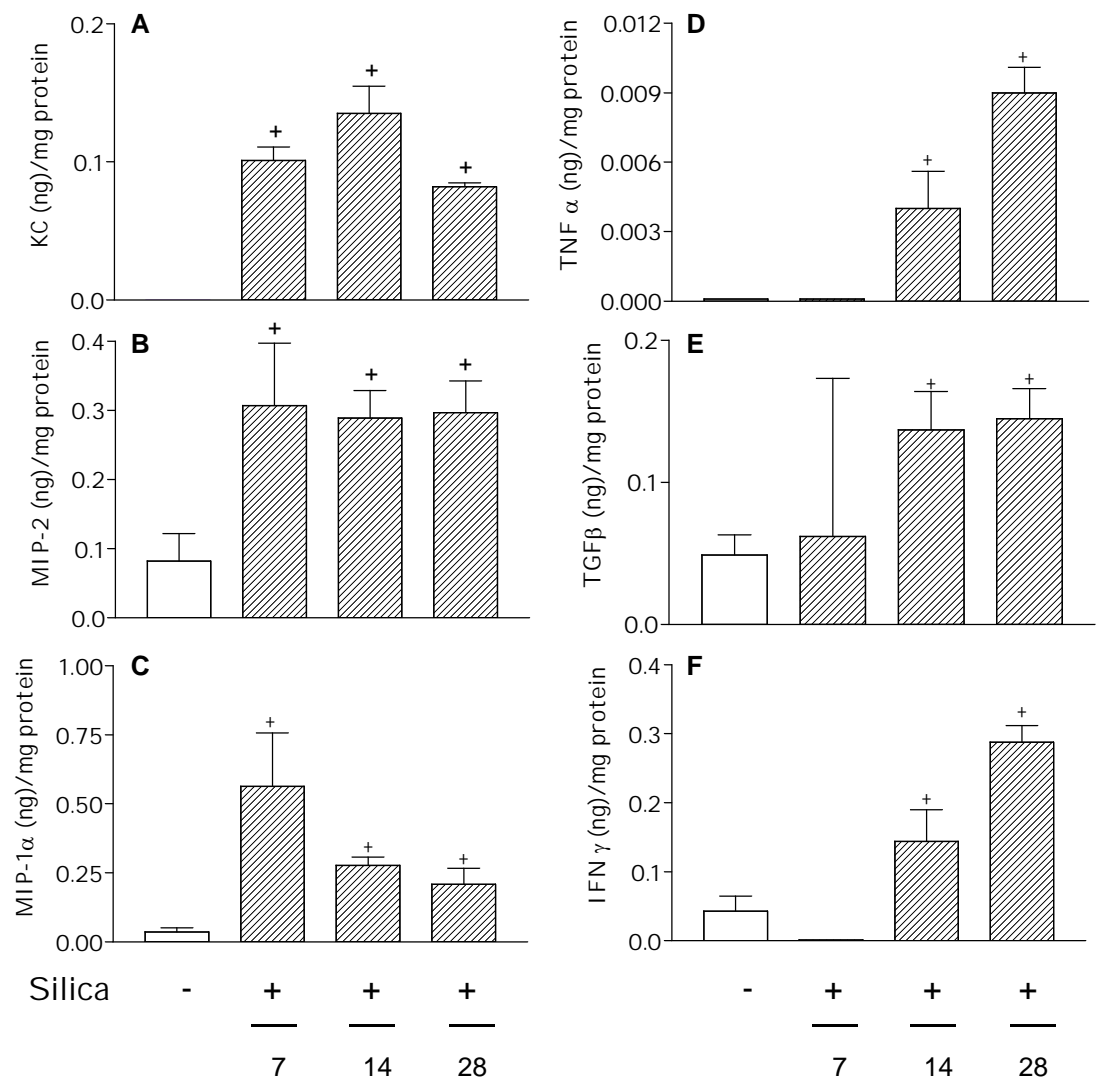 A
KC (ng)/mg protein
0.2
0.1
0.0
+
+
+
B
MIP-2 (ng)/mg protein
0.4
0.3
0.2
0.1
0.0
+
+
+
C
MIP-1α (ng)/mg protein
1.00
0.75
0.50
0.25
0.00
+
+
+
D
TNF α (ng)/mg protein
0.012
0.009
0.006
0.003
0.000
+
+
E
TGFβ (ng)/mg protein
0.2
0.1
0.0
+
+
F
IFN γ (ng)/mg protein
0.4
0.3
0.2
0.1
0.0
+
+
Silica - + + + - + + +
7 14 28 7 14 28